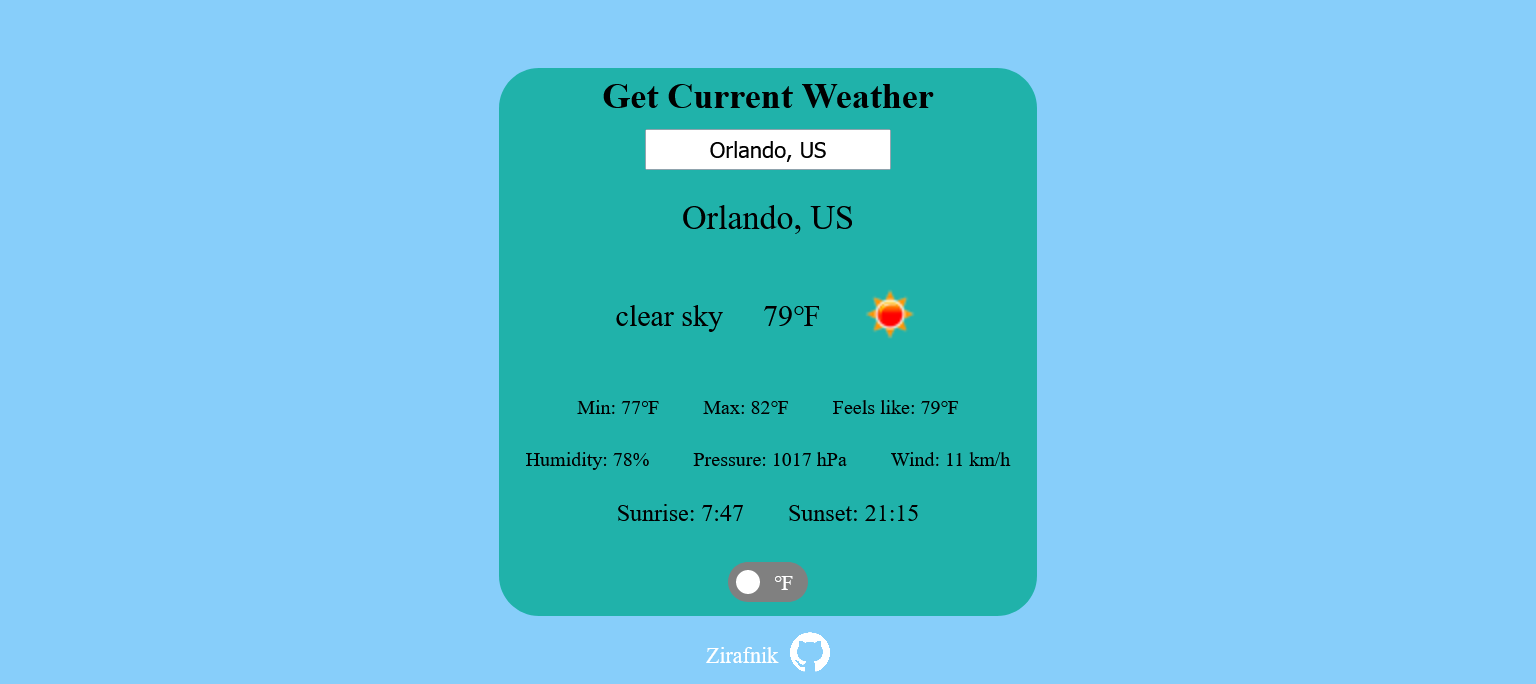 Get Current Weather
Orlando, US
Orlando, US
clear sky 79°F
Min: 77°F Max: 82°F Feels like: 79°F
Humidity: 78% Pressure: 1017 hPa Wind: 11 km/h
Sunrise: 7:47 Sunset: 21:15
°F
Zirafnik